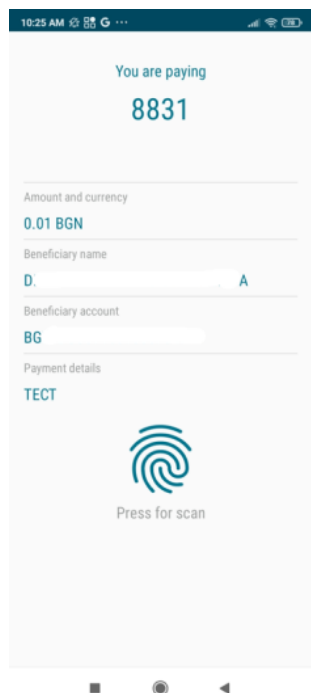 10:25 AM G ...
You are paying
8831
Amount and currency
0.01 BGN
Beneficiary name
D. A
Beneficiary account
BG
Payment details
ТЕСТ
Press for scan